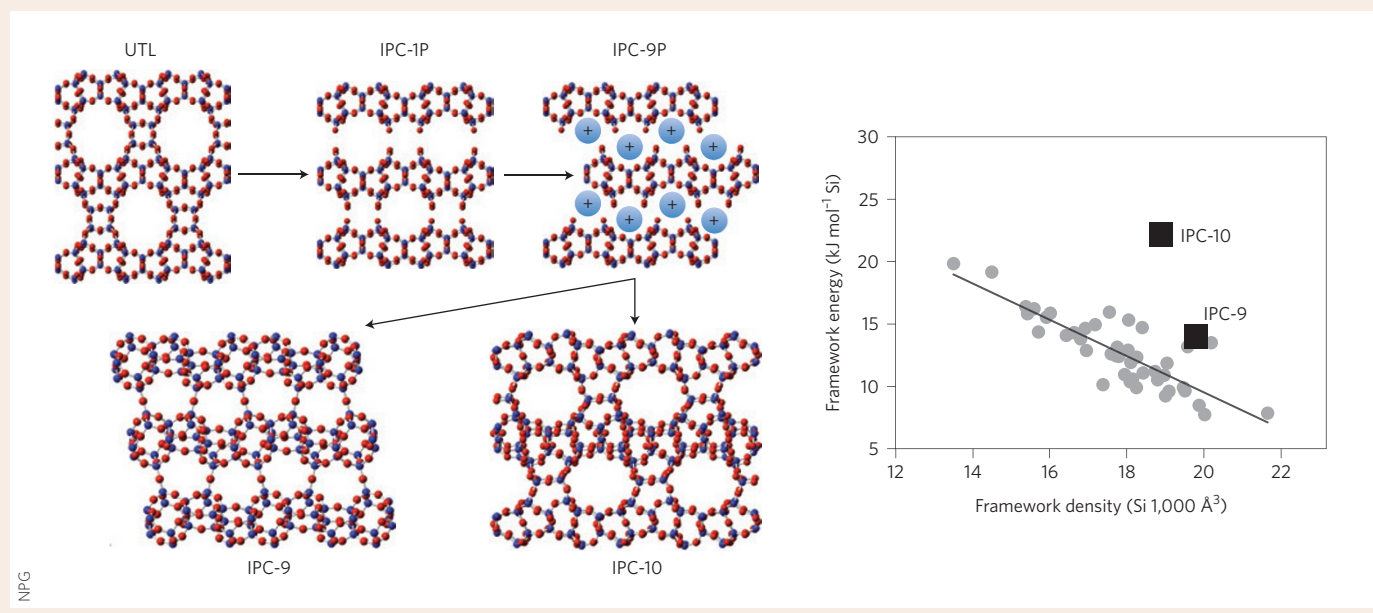 UTL
IPC-1P
IPC-9P
+
+
+
+
+
+
+
+
IPC-9
IPC-10
NPG
Framework energy (kJ mol⁻¹ Si)
30
25
20
15
10
5
IPC-10
IPC-9
12
14
16
18
20
22
Framework density (Si 1,000 Å³)